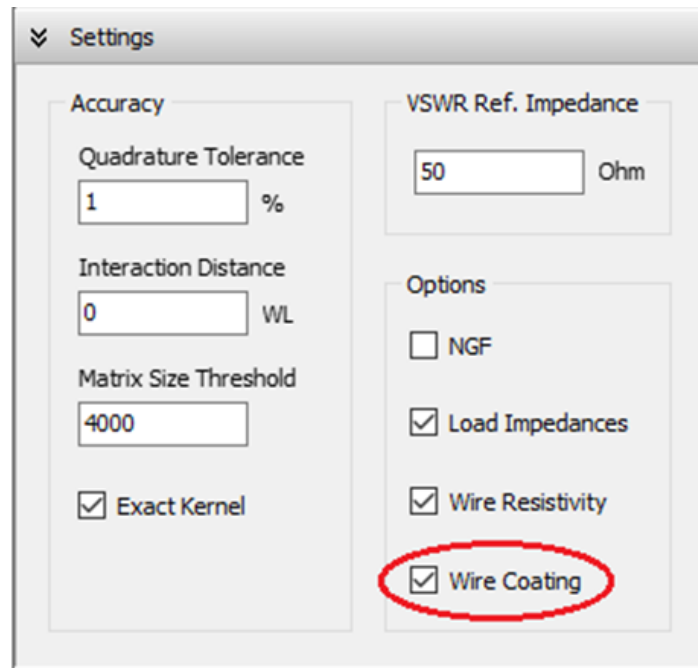 Settings
Accuracy
Quadrature Tolerance
1 %
Interaction Distance
0 WL
Matrix Size Threshold
4000
Exact Kernel
VSWR Ref. Impedance
50 Ohm
Options
NGF
Load Impedances
Wire Resistivity
Wire Coating